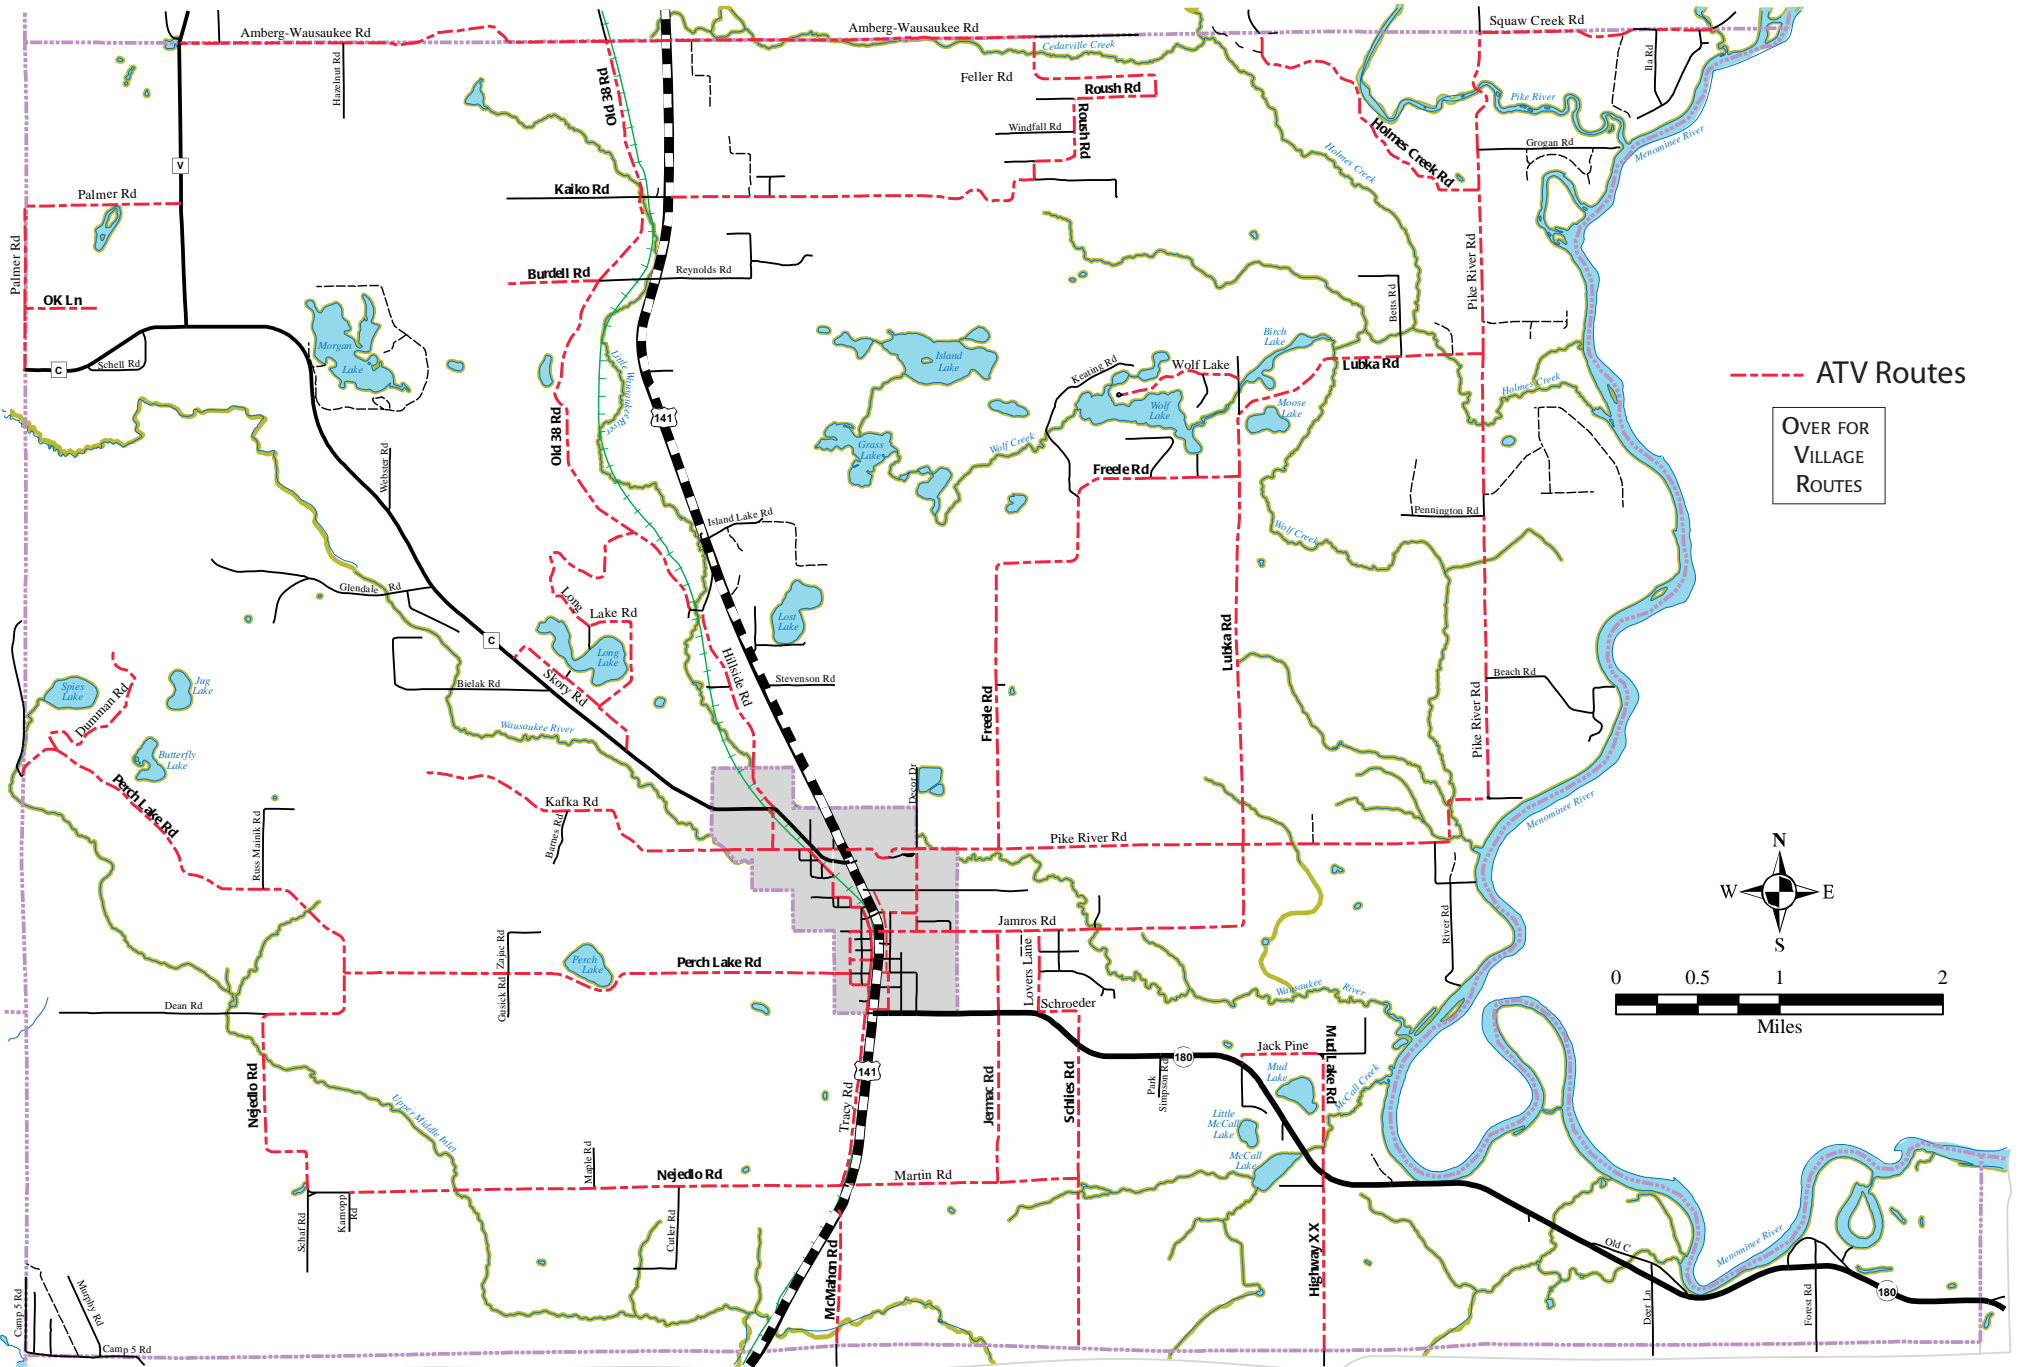 Amberg-Wausaukee Rd
Amberg-Wausaukee Rd
Squaw Creek Rd
Cedarville Creek
Hazelnut Rd
Old 38 Rd
Feller Rd
Roush Rd
Roush Rd
Windfall Rd
Ila Rd
Pike River
Holmes Creek Rd
Grogan Rd
Menominee River
Holmes Creek
V
Palmer Rd
Kaiko Rd
Palmer Rd
Burdell Rd
Reynolds Rd
Pike River Rd
Betts Rd
OK Ln
Morgan
Lake
Schell Rd
C
Little Wausaukee River
Island
Lake
Birch
Lake
Keating Rd
Wolf Lake
Lubka Rd
Holmes Creek
ATV Routes
OVER FOR
VILLAGE
ROUTES
Wolf
Lake
Moose
Lake
141
Old 38 Rd
Grass
Lake
Wolf Creek
Webster Rd
Freele Rd
Pennington Rd
Island Lake Rd
Wolf Creek
Glendale Rd
Long
Lake Rd
Lost
Lake
C
Long
Lake
Lubka Rd
Hillside Rd
Stevenson Rd
Beach Rd
Bielak Rd
Skory Rd
Spies
Lake
Jug
Lake
Dumman Rd
Butterfly
Lake
Wausaukee River
Freele Rd
Pike River Rd
Perch Lake Rd
Kafka Rd
Barnes Rd
Russ Mainik Rd
Decor Dr
Pike River Rd
Menominee River
N
W
E
S
Jamros Rd
River Rd
Zajac Rd
Gusick Rd
Perch
Lake
Perch Lake Rd
Lovers Lane
Schroeder
Wausaukee River
0
0.5
1
2
Miles
Dean Rd
Nejedlo Rd
141
Tracy Rd
Jermac Rd
Schlies Rd
180
Park
Simpson Rd
Jack Pine
Mud Lake Rd
Mud
Lake
McCall Creek
Little
McCall
Lake
McCall
Lake
Upper Middle Inlet
Maple Rd
Nejedlo Rd
Martin Rd
Schaf Rd
Kamopp
Rd
Cutler Rd
McMahon Rd
Highway XX
Old C
Menominee River
180
Deer Ln
Forest Rd
Camp 5 Rd
Murphy Rd
Camp 5 Rd